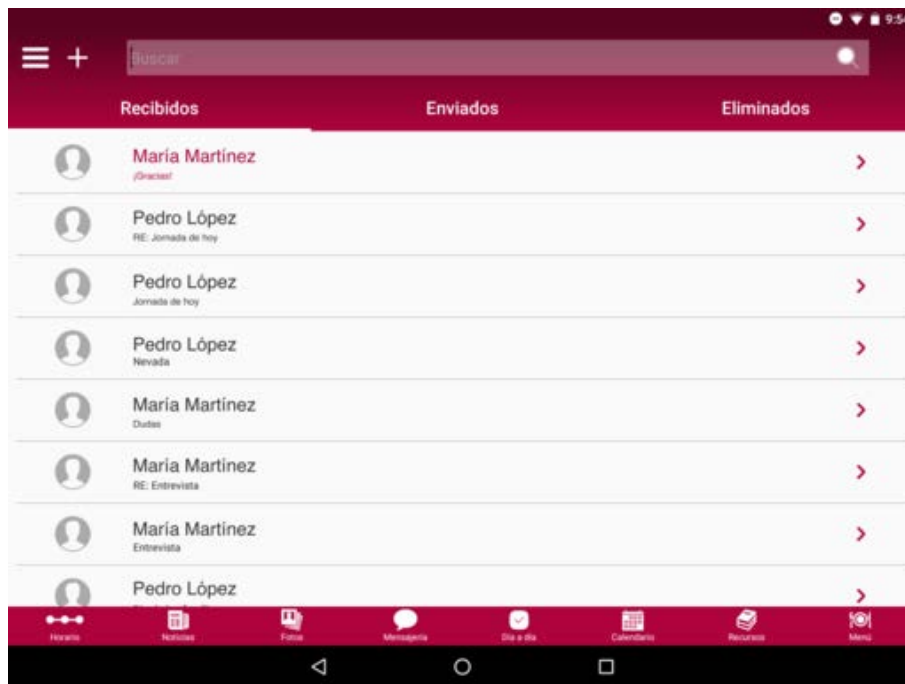 9:54
Buscar
Recibidos Enviados Eliminados
María Martínez
¡Gracias!
Pedro López
RE: Jornada de hoy
Pedro López
Jornada de hoy
Pedro López
Nevada
María Martínez
Dudas
María Martínez
RE: Entrevista
María Martínez
Entrevista
Pedro López
Horario Noticias Fotos Mensajería Día a día Calendario Recursos Menú